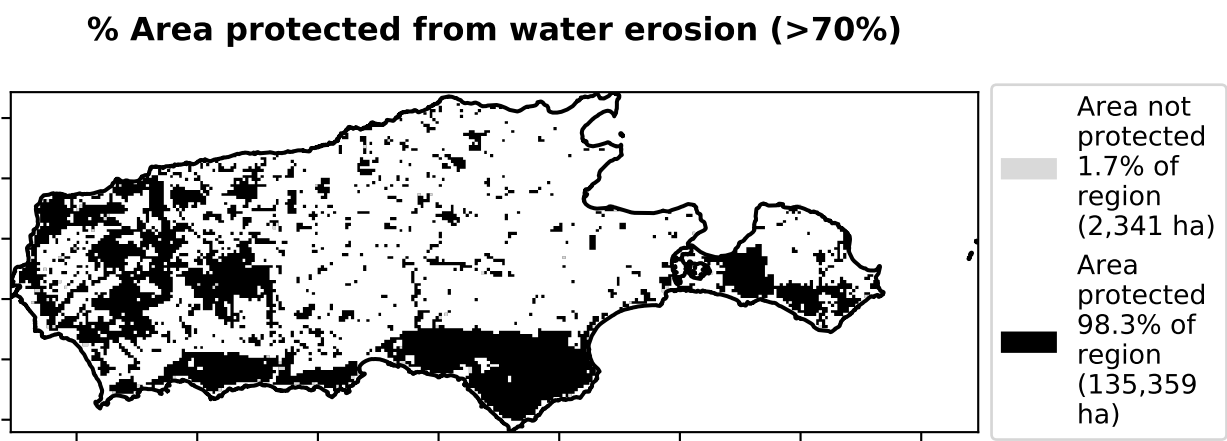 % Area protected from water erosion (>70%)
Area not
protected
1.7% of
region
(2,341 ha)
Area
protected
98.3% of
region
(135,359
ha)